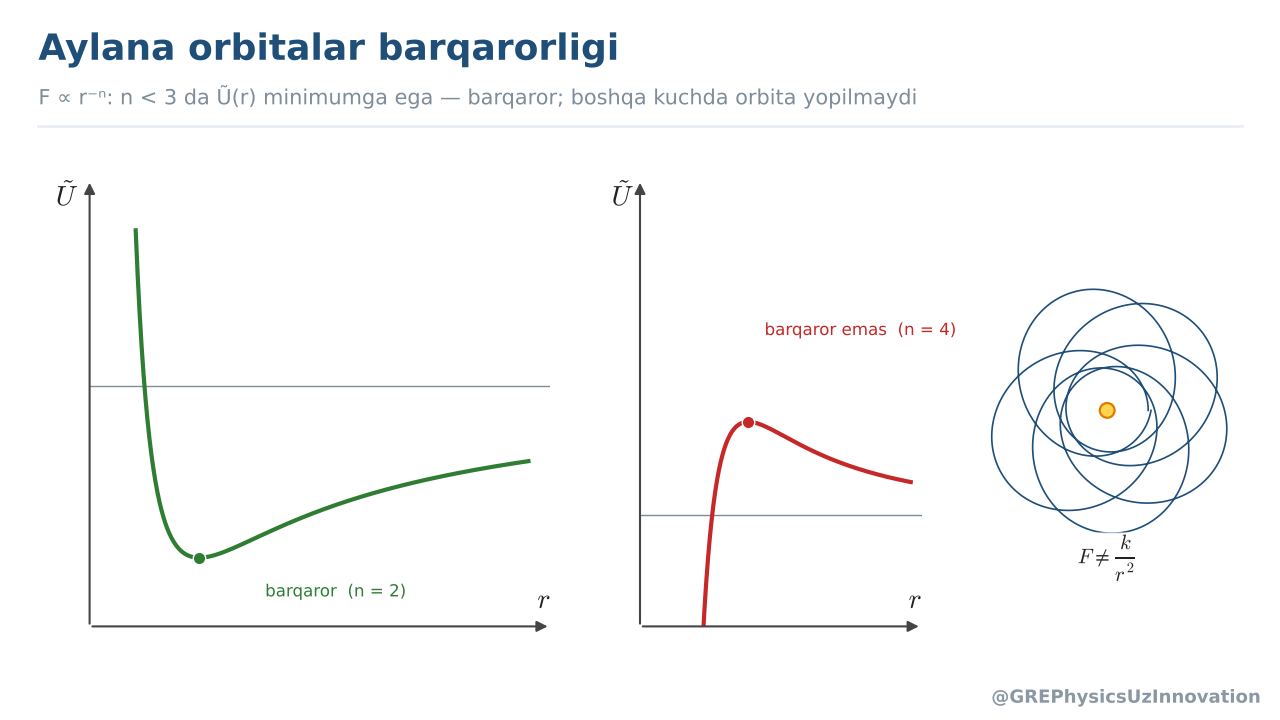 Aylana orbitalar barqarorligi
F ∝ r⁻ⁿ: n < 3 da Ũ(r) minimumga ega — barqaror; boshqa kuchda orbita yopilmaydi
Ũ
barqaror (n = 2)
r
Ũ
barqaror emas (n = 4)
r
F ≠ k/r²
@GREPhysicsUzInnovation